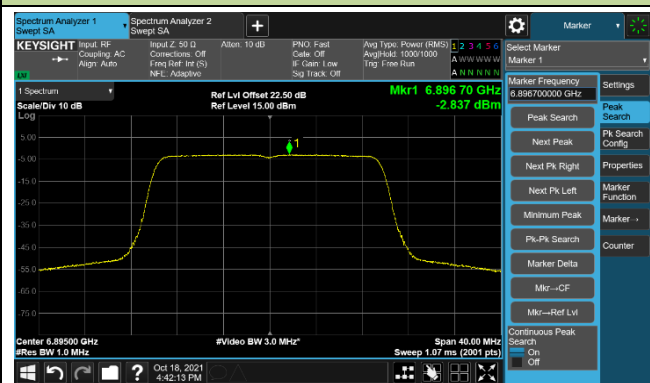 Spectrum Analyzer 1
Swept SA
Spectrum Analyzer 2
Swept SA
+
Marker
KEYSIGHT
Input: RF
Coupling: AC
Align: Auto
Input Z: 50 Ω
Corrections: Off
Freq Ref: Int (S)
NFE: Adaptive
Atten: 10 dB
PNO: Fast
Gate: Off
IF Gain: Low
Sig Track: Off
Avg Type: Power (RMS)
Avg|Hold: 1000/1000
Trig: Free Run
1 2 3 4 5 6
A W W W W W
A N N N N N
Select Marker
Marker 1
LXI
1 Spectrum
Scale/Div 10 dB
Log
Ref Lvl Offset 22.50 dB
Ref Level 15.00 dBm
Mkr1 6.896 70 GHz
-2.837 dBm
1
5.00
-5.00
-15.0
-25.0
-35.0
-45.0
-55.0
-65.0
-75.0
Center 6.89500 GHz
#Res BW 1.0 MHz
#Video BW 3.0 MHz*
Span 40.00 MHz
Sweep 1.07 ms (2001 pts)
Marker Frequency
6.896700000 GHz
Peak Search
Next Peak
Next Pk Right
Next Pk Left
Minimum Peak
Pk-Pk Search
Marker Delta
Mkr→CF
Mkr→Ref Lvl
Continuous Peak
Search
On
Off
Settings
Peak
Search
Pk Search
Config
Properties
Marker
Function
Marker→
Counter
?
Oct 18, 2021
4:42:13 PM